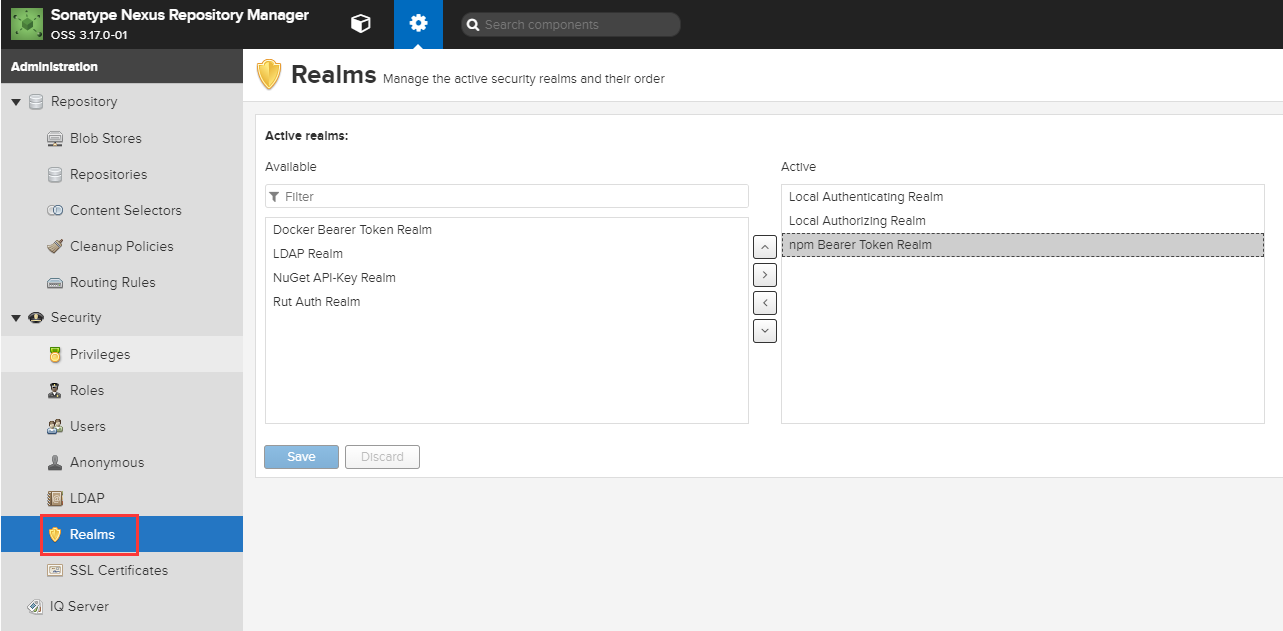 Sonatype Nexus Repository Manager
OSS 3.17.0-01
Search components
Administration
Repository
Blob Stores
Repositories
Content Selectors
Cleanup Policies
Routing Rules
Security
Privileges
Roles
Users
Anonymous
LDAP
Realms
SSL Certificates
IQ Server
Realms Manage the active security realms and their order
Active realms:
Available
Filter
Docker Bearer Token Realm
LDAP Realm
NuGet API-Key Realm
Rut Auth Realm
Active
Local Authenticating Realm
Local Authorizing Realm
npm Bearer Token Realm
Save Discard